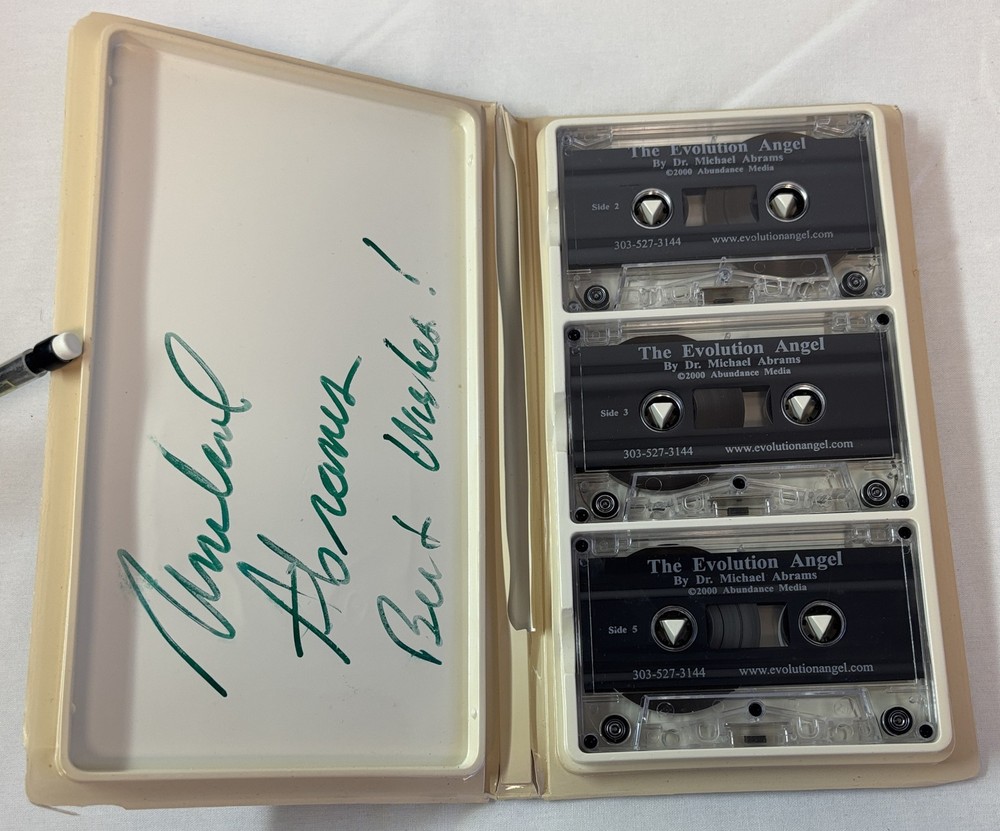 Michael
Abrams
Best Wishes!
The Evolution Angel
By Dr. Michael Abrams
©2000 Abundance Media
Side 2
303-527-3144 www.evolutionangel.com
The Evolution Angel
By Dr. Michael Abrams
©2000 Abundance Media
Side 3
303-527-3144 www.evolutionangel.com
The Evolution Angel
By Dr. Michael Abrams
©2000 Abundance Media
Side 5
303-527-3144 www.evolutionangel.com